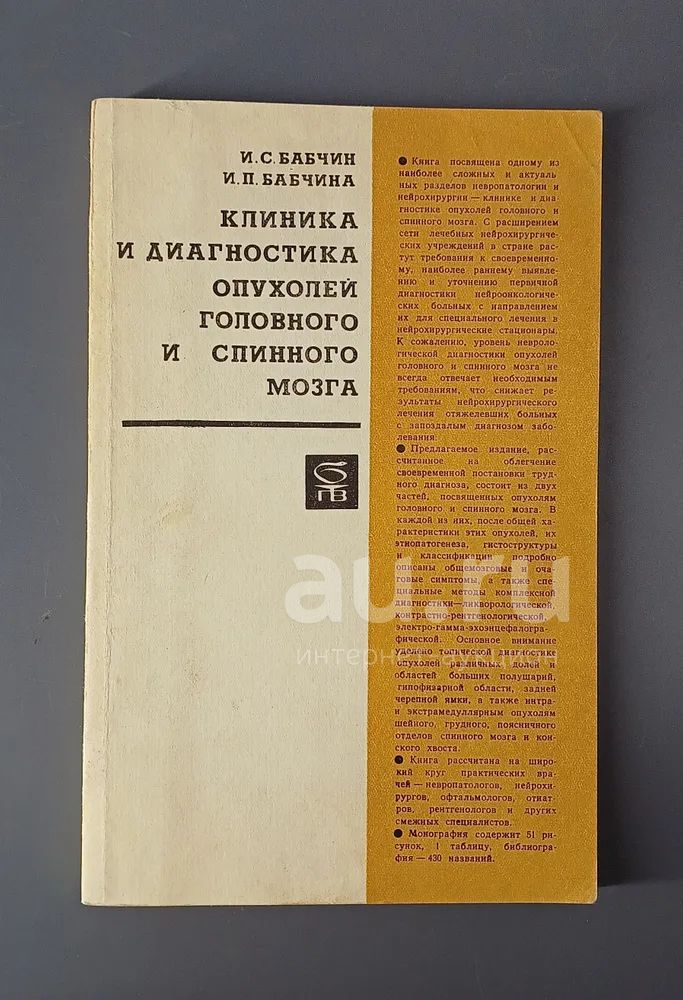 И.С.БАБЧИН
И.П.БАБЧИНА
КЛИНИКА
И ДИАГНОСТИКА
ОПУХОЛЕЙ
ГОЛОВНОГО
И СПИННОГО
МОЗГА
БПВ
● Книга посвящена одному из
наиболее сложных и актуаль
ных разделов невропатологии и
нейрохирургии — клинике и диа
гностике опухолей головного и
спинного мозга. С расширением
сети лечебных нейрохирургиче-
ских учреждений в стране рас-
тут требования к своевременно-
му, наиболее раннему выявле-
нию и уточнению первичной
диагностики нейроонкологиче-
ских больных с направлением
их для специального лечения в
нейрохирургические стационары.
К сожалению, уровень невроло-
гической диагностики опухолей
головного и спинного мозга не
всегда отвечает необходимым
требованиям, что снижает ре-
зультаты нейрохирургического
лечения отяжелевших больных
с запоздалым диагнозом забо-
левания.
● Предлагаемое издание, рас-
считанное на облегчение
своевременной постановки труд-
ного диагноза, состоит из двух
частей, посвященных опухолям
головного и спинного мозга. В
каждой из них, после общей ха-
рактеристики этих опухолей, их
этиопатогенеза, гистоструктуры
и классификации подробно
описаны общемозговые и оча-
говые симптомы, а также спе-
циальные методы комплексной
диагностики—ликворологической,
контрастно-рентгенологической,
электро-гамма-эхоэнцефалогра-
фической. Основное внимание
уделено топической диагностике
опухолей различных долей и
областей больших полушарий,
гипофизарной области, задней
черепной ямки, а также интра-
и экстрамедуллярным опухолям
шейного, грудного, поясничного
отделов спинного мозга и кон-
ского хвоста.
● Книга рассчитана на широ-
кий круг практических вра-
чей — невропатологов, нейрохи-
рургов, офтальмологов, отиат-
ров, рентгенологов и других
смежных специалистов.
● Монография содержит 51 ри-
сунок, 1 таблицу, библиогра-
фия — 430 названий.
au.ru
интернет-аукцион